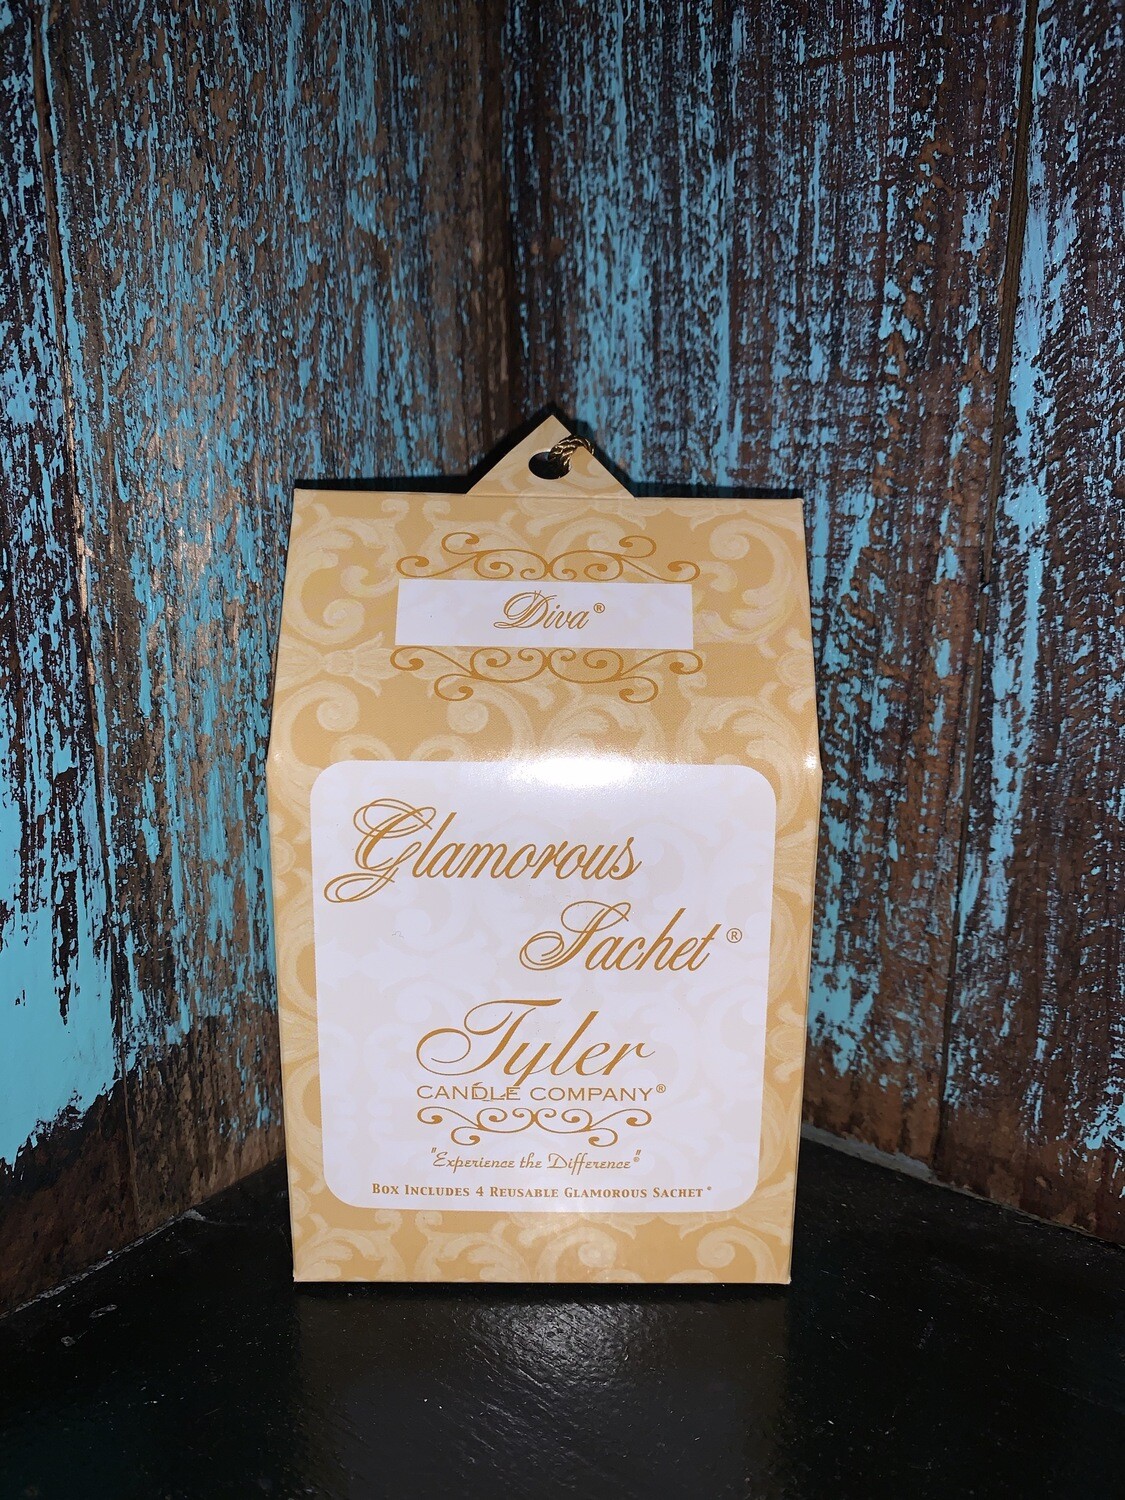 Diva®
Glamorous
Sachet®
Tyler
CANDLE COMPANY®
"Experience the Difference"®
BOX INCLUDES 4 REUSABLE GLAMOROUS SACHET®